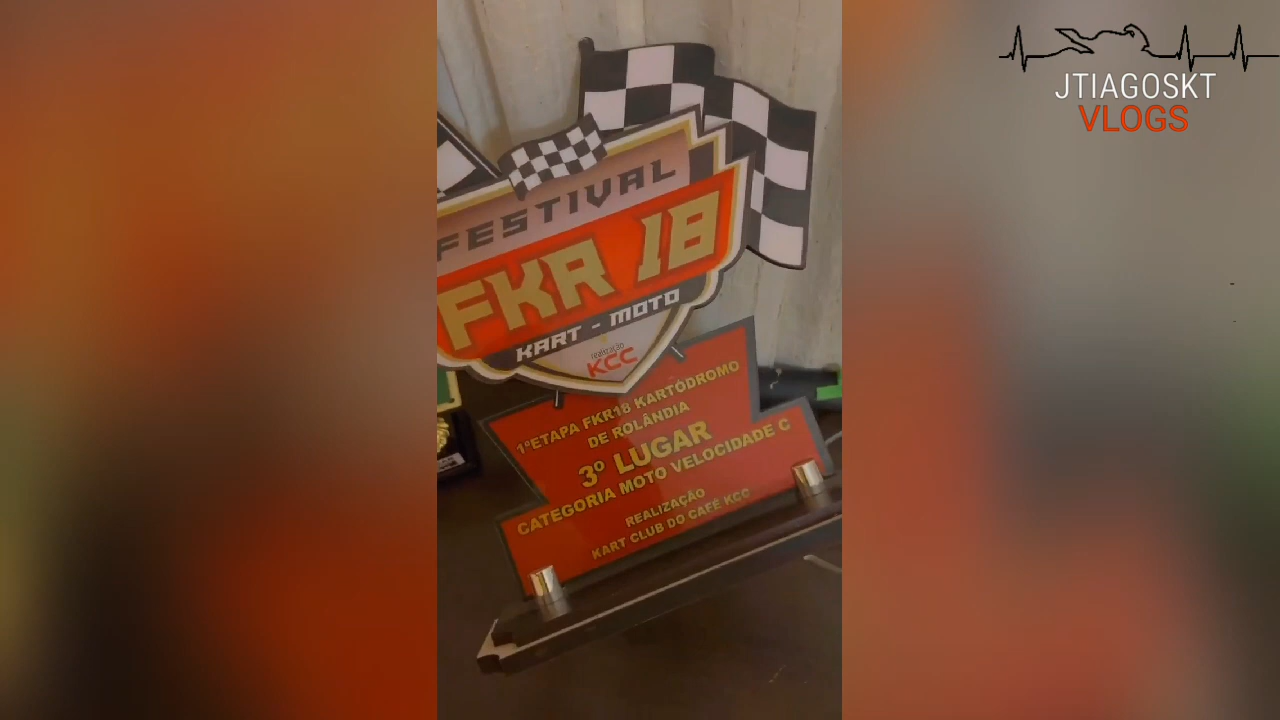 JTIAGOSKT
VLOGS
FESTIVAL
FKR 18
KART - MOTO
realização
KCC
1ºETAPA FKR18 KARTÓDROMO
DE ROLÂNDIA
3º LUGAR
CATEGORIA MOTO VELOCIDADE C
REALIZAÇÃO
KART CLUB DO CAFÉ KCC